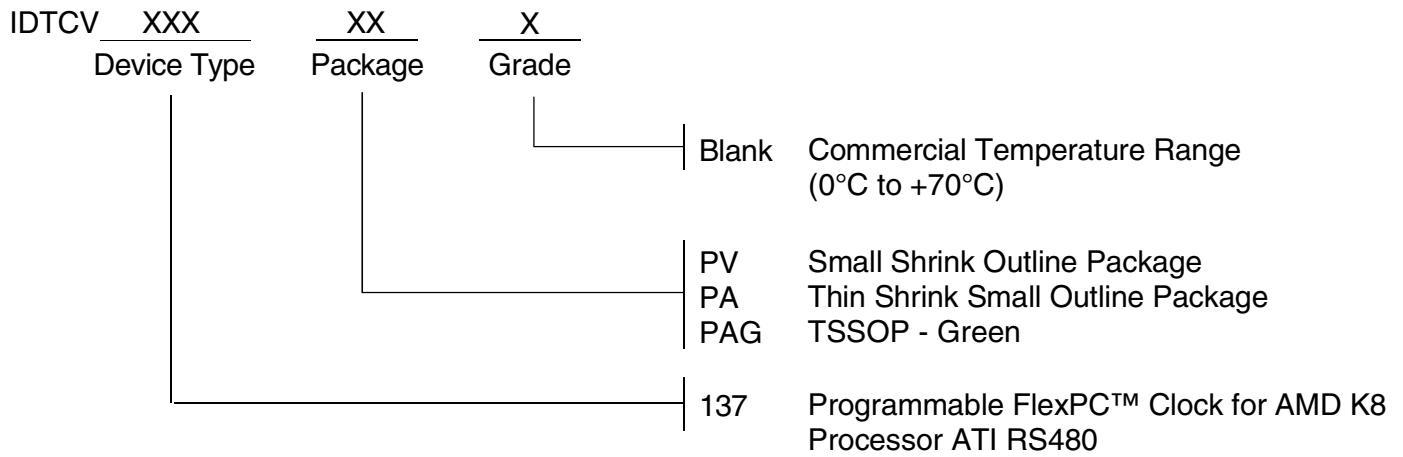 IDTCV XXX XX X
Device Type Package Grade
Blank Commercial Temperature Range
(0°C to +70°C)
PV Small Shrink Outline Package
PA Thin Shrink Small Outline Package
PAG TSSOP - Green
137 Programmable FlexPC™ Clock for AMD K8
Processor ATI RS480